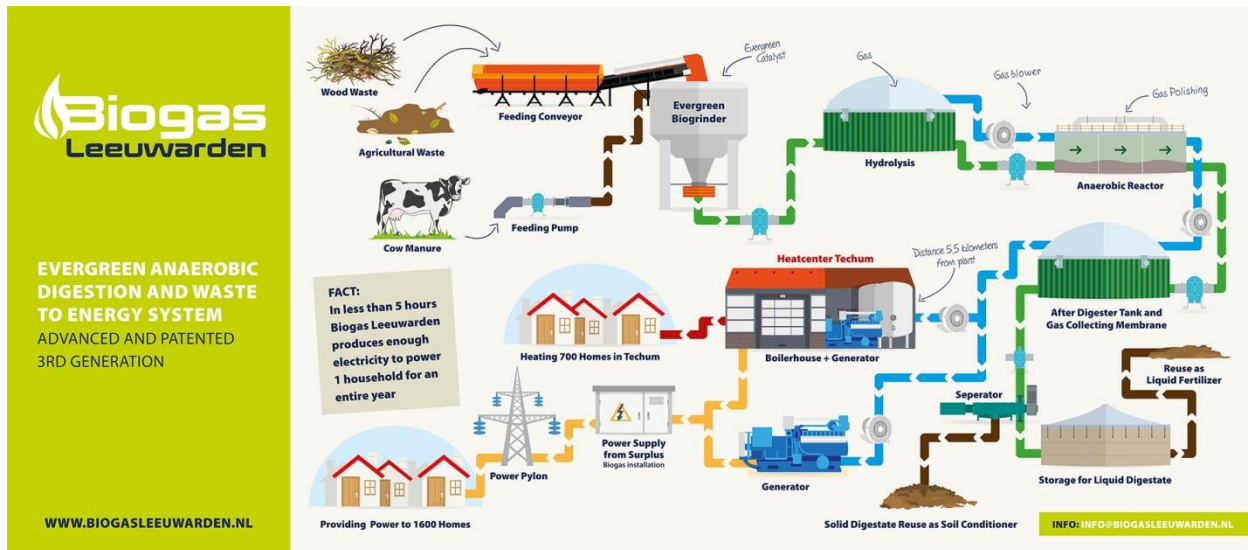 Biogas
Leeuwarden
EVERGREEN ANAEROBIC
DIGESTION AND WASTE
TO ENERGY SYSTEM
ADVANCED AND PATENTED
3RD GENERATION
WWW.BIOGASLEEUWARDEN.NL
Wood Waste
Agricultural Waste
Cow Manure
Feeding Conveyor
Feeding Pump
Evergreen
Catalyst
Evergreen
Biogrinder
Gas
Hydrolysis
Gas blower
Gas Polishing
Anaerobic Reactor
FACT:
In less than 5 hours
Biogas Leeuwarden
produces enough
electricity to power
1 household for an
entire year
Heating 700 Homes in Techum
Heatcenter Techum
Distance 5,5 kilometers
from plant
Boilerhouse + Generator
After Digester Tank and
Gas Collecting Membrane
Reuse as
Liquid Fertilizer
Seperator
Power Pylon
Power Supply
from Surplus
Biogas installation
Generator
Storage for Liquid Digestate
Providing Power to 1600 Homes
Solid Digestate Reuse as Soil Conditioner
INFO: INFO@BIOGASLEEUWARDEN.NL